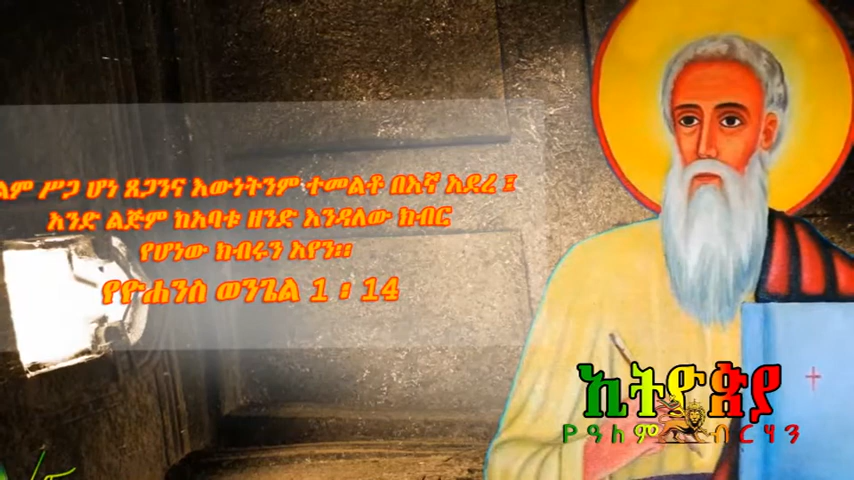 ሥጋ ሆነ ጸጋንና እውነትንም ተመልቶ በእኛ አደረ ፤
አንድ ልጅም ከአባቱ ዘንድ እንዳለው ክብር
የሆነው ክብሩን አየን፡፡
የዮሐንስ ወንጌል 1 ፡ 14
ኢትዮጵያ
የዓለም ብርሃን